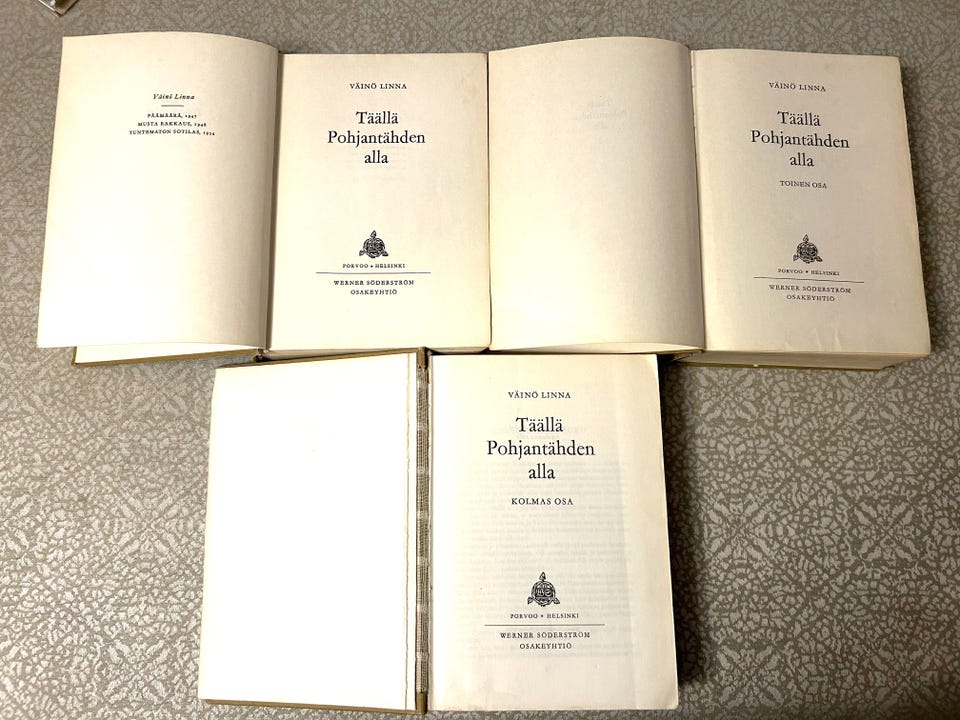 Väinö Linna
PÄÄMÄÄRÄ, 1947
MUSTA RAKKAUS, 1948
TUNTEMATON SOTILAS, 1954
VÄINÖ LINNA
Täällä
Pohjantähden
alla
PORVOO • HELSINKI
WERNER SÖDERSTRÖM
OSAKEYHTIÖ
VÄINÖ LINNA
Täällä
Pohjantähden
alla
TOINEN OSA
PORVOO • HELSINKI
WERNER SÖDERSTRÖM
OSAKEYHTIÖ
VÄINÖ LINNA
Täällä
Pohjantähden
alla
KOLMAS OSA
PORVOO • HELSINKI
WERNER SÖDERSTRÖM
OSAKEYHTIÖ